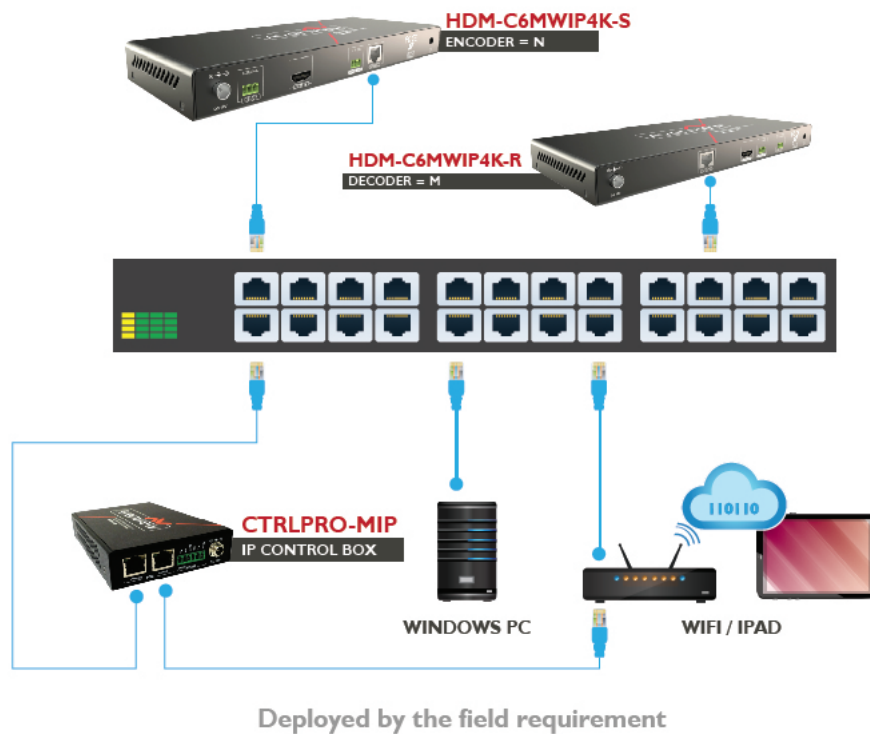 HDM-C6MWIP4K-S
ENCODER = N
HDM-C6MWIP4K-R
DECODER = M
CTRLPRO-MIP
IP CONTROL BOX
110110
WINDOWS PC
WIFI / IPAD
Deployed by the field requirement